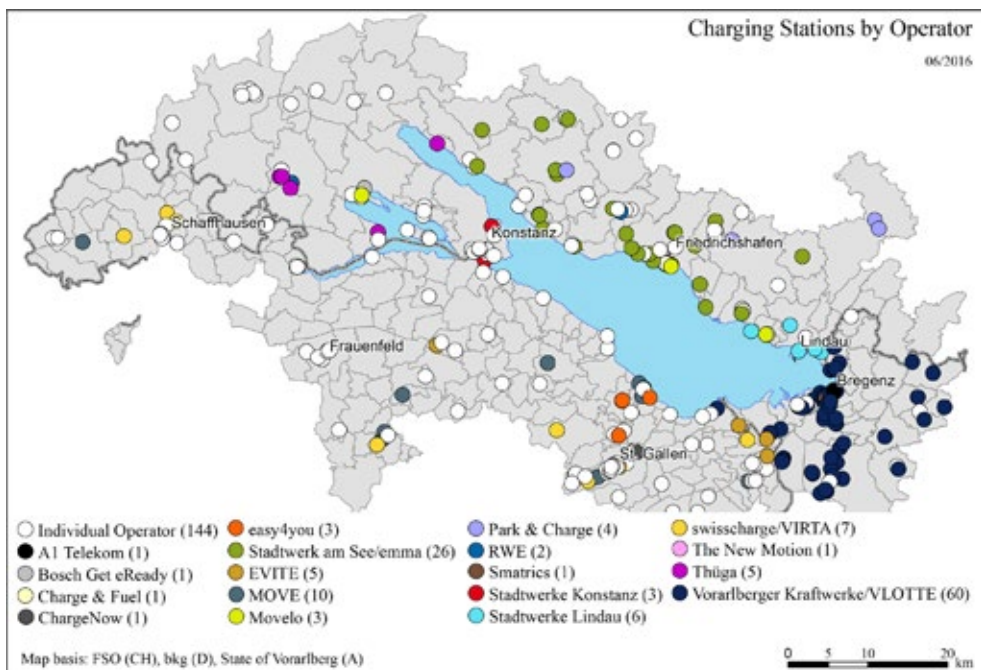 Charging Stations by Operator
06/2016
Schaffhausen
Konstanz
Friedrichshafen
Frauenfeld
Lindau
Bregenz
St. Gallen
Individual Operator (144)
A1 Telekom (1)
Bosch Get eReady (1)
Charge & Fuel (1)
ChargeNow (1)
easy4you (3)
Stadtwerk am See/emma (26)
EVITE (5)
MOVE (10)
Movelo (3)
Park & Charge (4)
RWE (2)
Smatrics (1)
Stadtwerke Konstanz (3)
Stadtwerke Lindau (6)
swisscharge/VIRTA (7)
The New Motion (1)
Thüga (5)
Vorarlberger Kraftwerke/VLOTTE (60)
Map basis: FSO (CH), bkg (D), State of Vorarlberg (A)
0 5 10 20
km